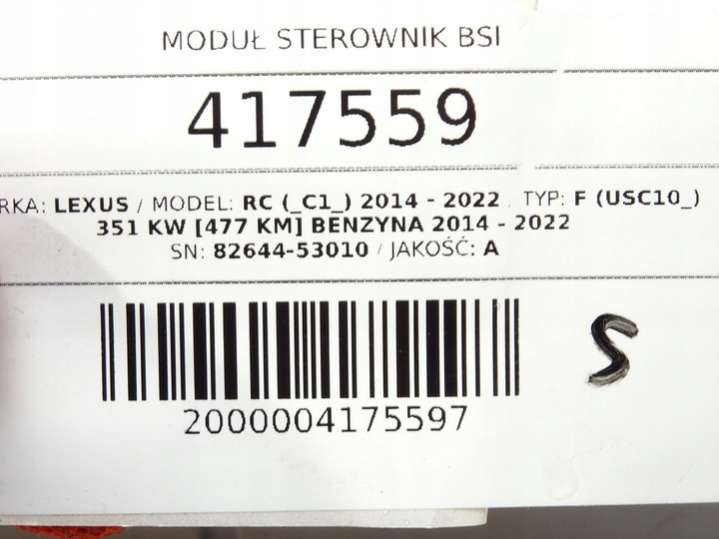 MODUŁ STEROWNIK BSI
417559
RKA: LEXUS / MODEL: RC (_C1_) 2014 - 2022 . TYP: F (USC10_)
351 KW [477 KM] BENZYNA 2014 - 2022
SN: 82644-53010 / JAKOŚĆ: A
S
2000004175597